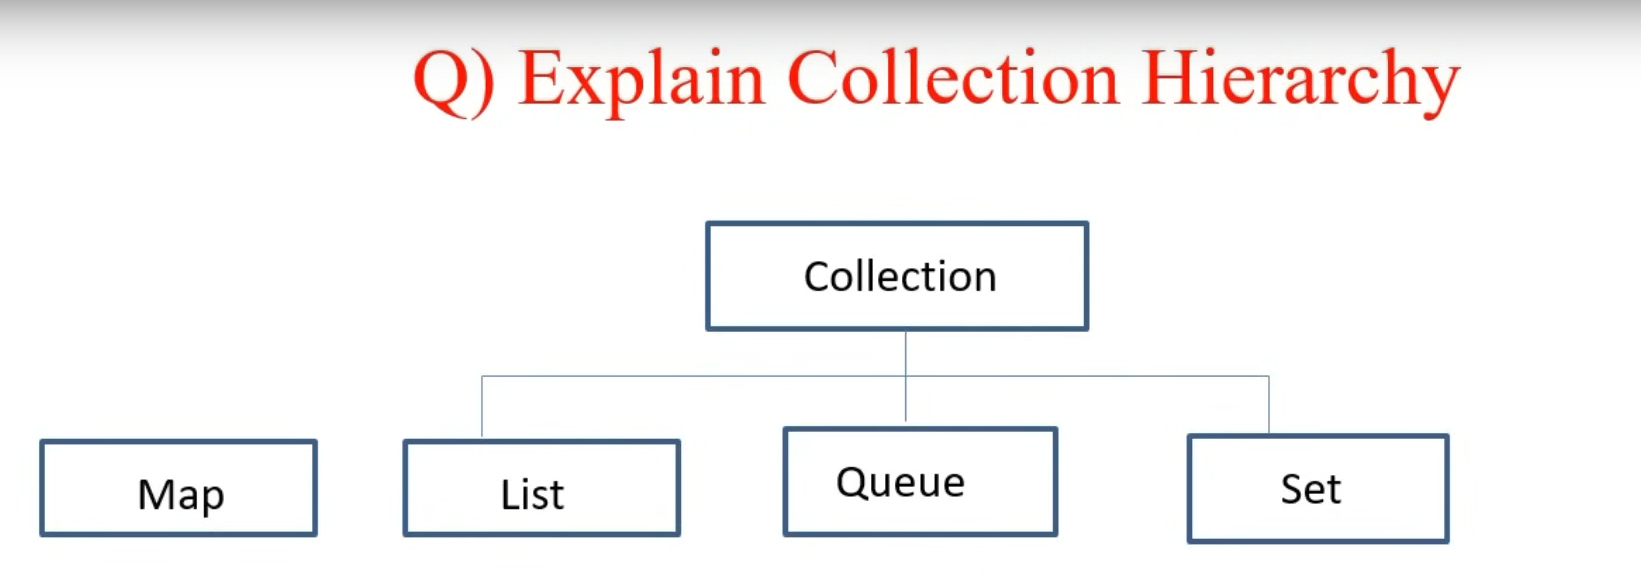 Q) Explain Collection Hierarchy
Collection
Map
List
Queue
Set